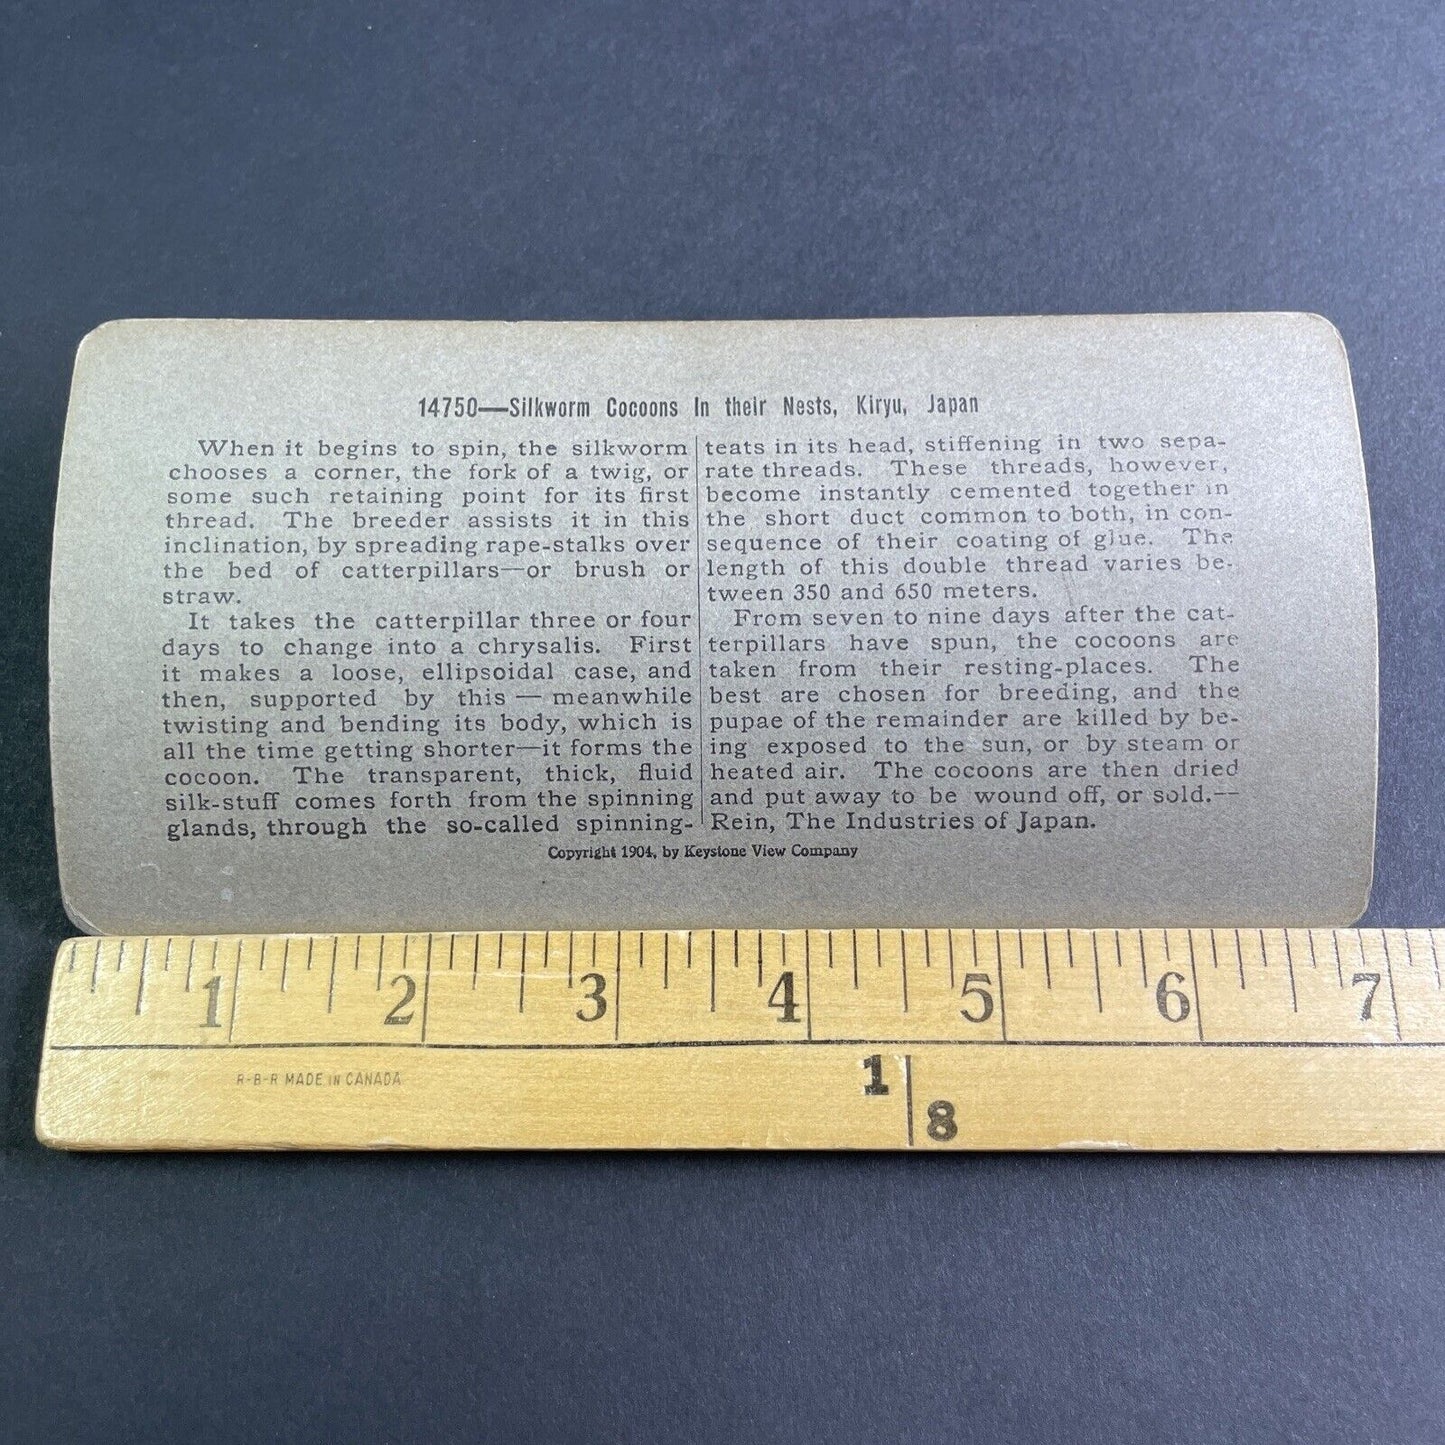 14750—Silkworm Cocoons In their Nests, Kiryu, Japan
When it begins to spin, the silkworm
chooses a corner, the fork of a twig, or
some such retaining point for its first
thread. The breeder assists it in this
inclination, by spreading rape-stalks over
the bed of catterpillars—or brush or
straw.
It takes the catterpillar three or four
days to change into a chrysalis. First
it makes a loose, ellipsoidal case, and
then, supported by this — meanwhile
twisting and bending its body, which is
all the time getting shorter—it forms the
cocoon. The transparent, thick, fluid
silk-stuff comes forth from the spinning
glands, through the so-called spinning-
teats in its head, stiffening in two sepa-
rate threads. These threads, however,
become instantly cemented together in
the short duct common to both, in con-
sequence of their coating of glue. The
length of this double thread varies be-
tween 350 and 650 meters.
From seven to nine days after the cat-
terpillars have spun, the cocoons are
taken from their resting-places. The
best are chosen for breeding, and the
pupae of the remainder are killed by be-
ing exposed to the sun, or by steam or
heated air. The cocoons are then dried
and put away to be wound off, or sold.—
Rein, The Industries of Japan.
Copyright 1904, by Keystone View Company
1 2 3 4 5 6 7
R-B-R MADE IN CANADA
1
8